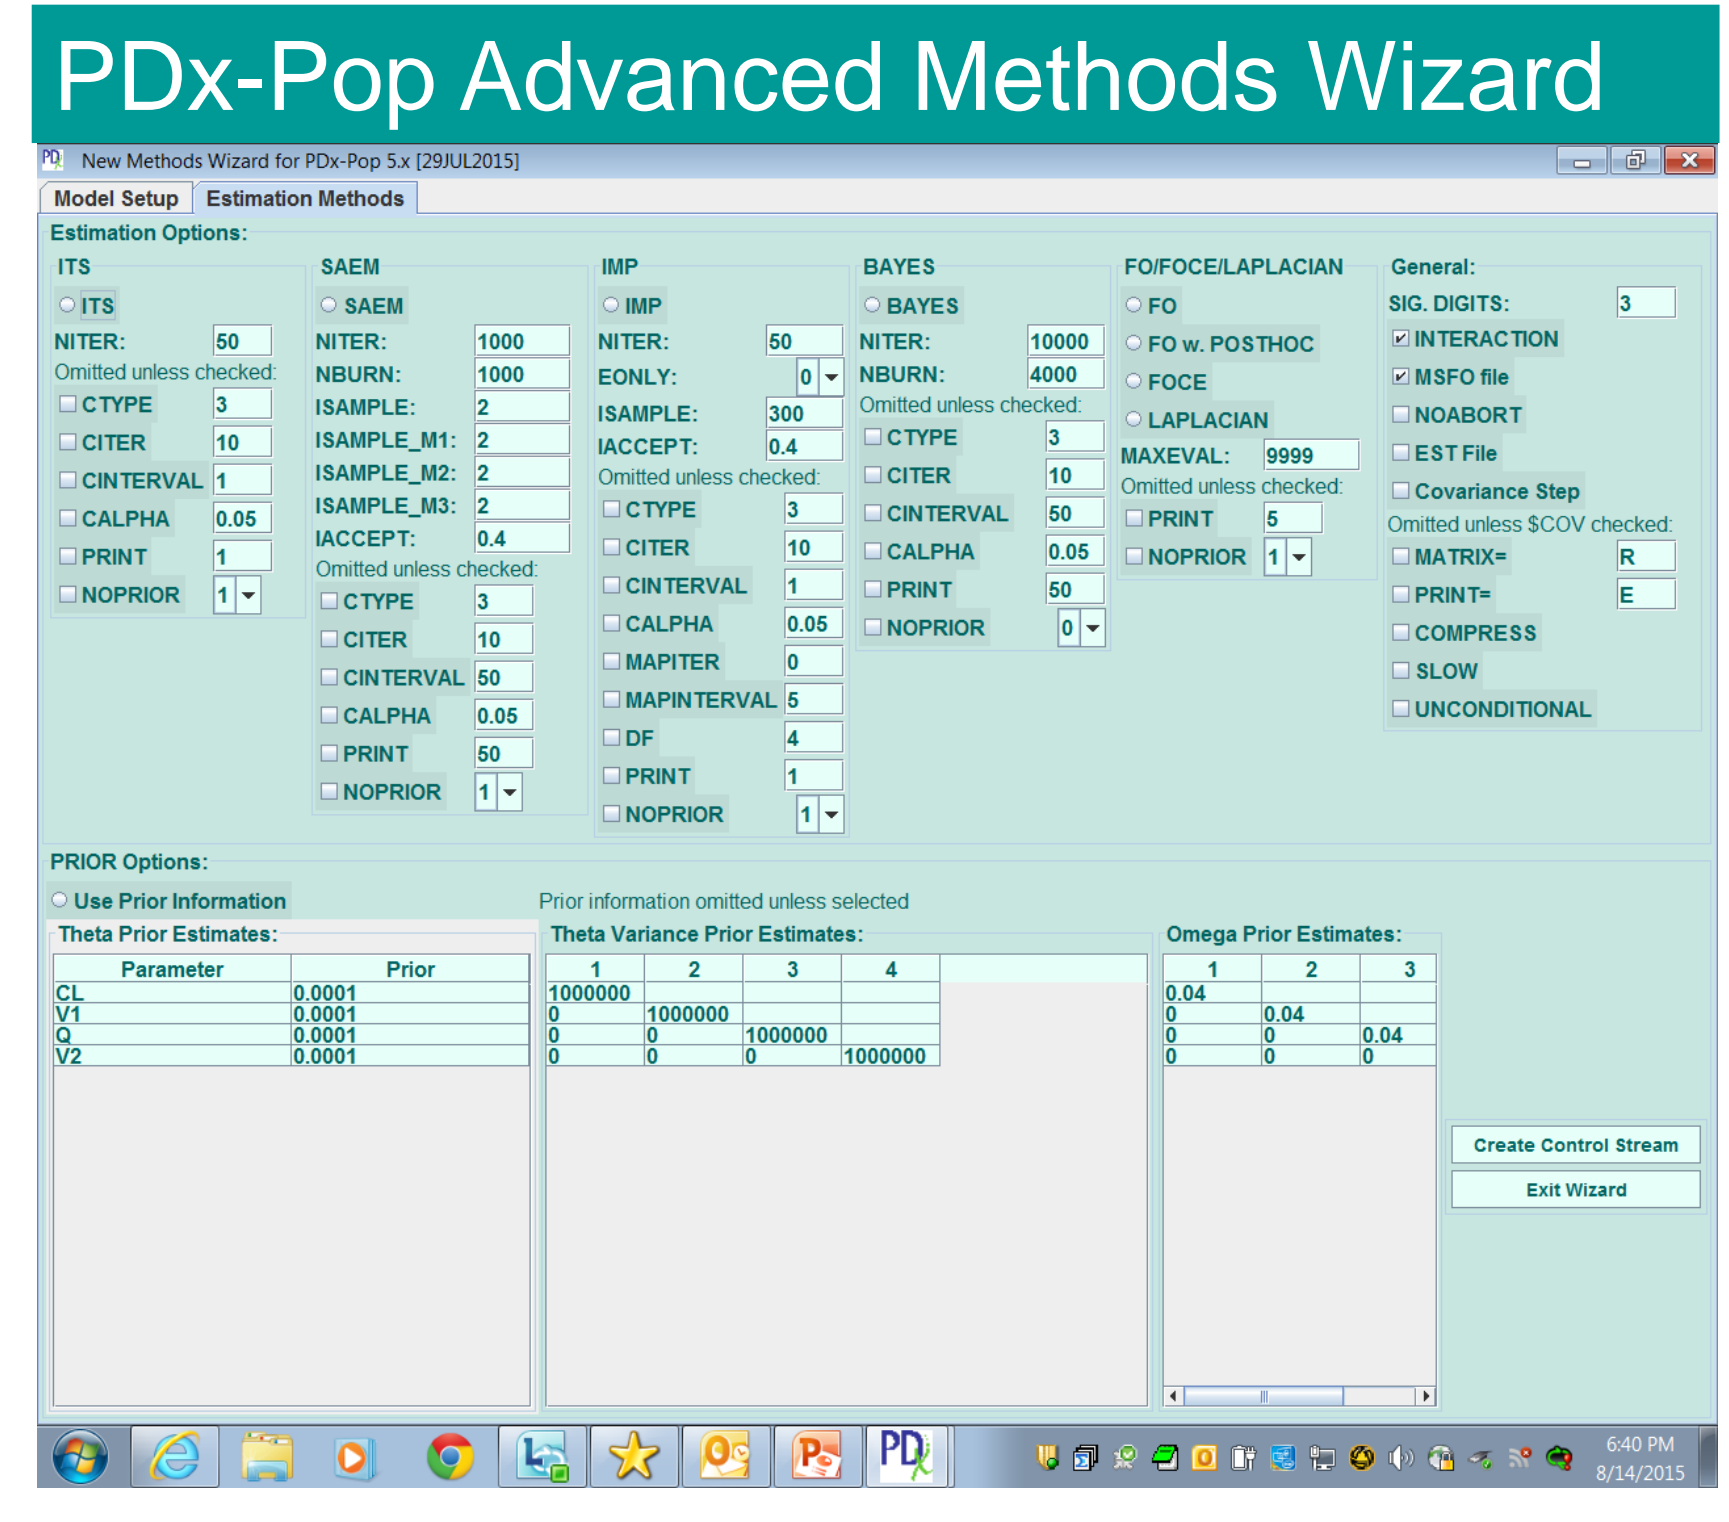 PDx-Pop Advanced Methods Wizard
New Methods Wizard for PDx-Pop 5.x [29JUL2015]
Model Setup
Estimation Methods
Estimation Options:
ITS
ITS
NITER: 50
Omitted unless checked:
CTYPE 3
CITER 10
CINTERVAL 1
CALPHA 0.05
PRINT 1
NOPRIOR 1
SAEM
SAEM
NITER: 1000
NBURN: 1000
ISAMPLE: 2
ISAMPLE_M1: 2
ISAMPLE_M2: 2
ISAMPLE_M3: 2
IACCEPT: 0.4
Omitted unless checked:
CTYPE 3
CITER 10
CINTERVAL 50
CALPHA 0.05
PRINT 50
NOPRIOR 1
IMP
IMP
NITER: 50
EONLY: 0
ISAMPLE: 300
IACCEPT: 0.4
Omitted unless checked:
CTYPE 3
CITER 10
CINTERVAL 1
CALPHA 0.05
MAPITER 0
MAPINTERVAL 5
DF 4
PRINT 1
NOPRIOR 1
BAYES
BAYES
NITER: 10000
NBURN: 4000
Omitted unless checked:
CTYPE 3
CITER 10
CINTERVAL 50
CALPHA 0.05
PRINT 50
NOPRIOR 0
FO/FOCE/LAPLACIAN
FO
FO w. POSTHOC
FOCE
LAPLACIAN
MAXEVAL: 9999
Omitted unless checked:
PRINT 5
NOPRIOR 1
General:
SIG. DIGITS: 3
INTERACTION
MSFO file
NOABORT
EST File
Covariance Step
Omitted unless $COV checked:
MATRIX= R
PRINT= E
COMPRESS
SLOW
UNCONDITIONAL
PRIOR Options:
Use Prior Information
Prior information omitted unless selected
Theta Prior Estimates:
Parameter Prior
CL 0.0001
V1 0.0001
Q 0.0001
V2 0.0001
Theta Variance Prior Estimates:
1 2 3 4
1000000
0 1000000
0 0 1000000
0 0 0 1000000
Omega Prior Estimates:
1 2 3
0.04
0 0.04
0 0 0.04
0 0 0
Create Control Stream
Exit Wizard
6:40 PM
8/14/2015